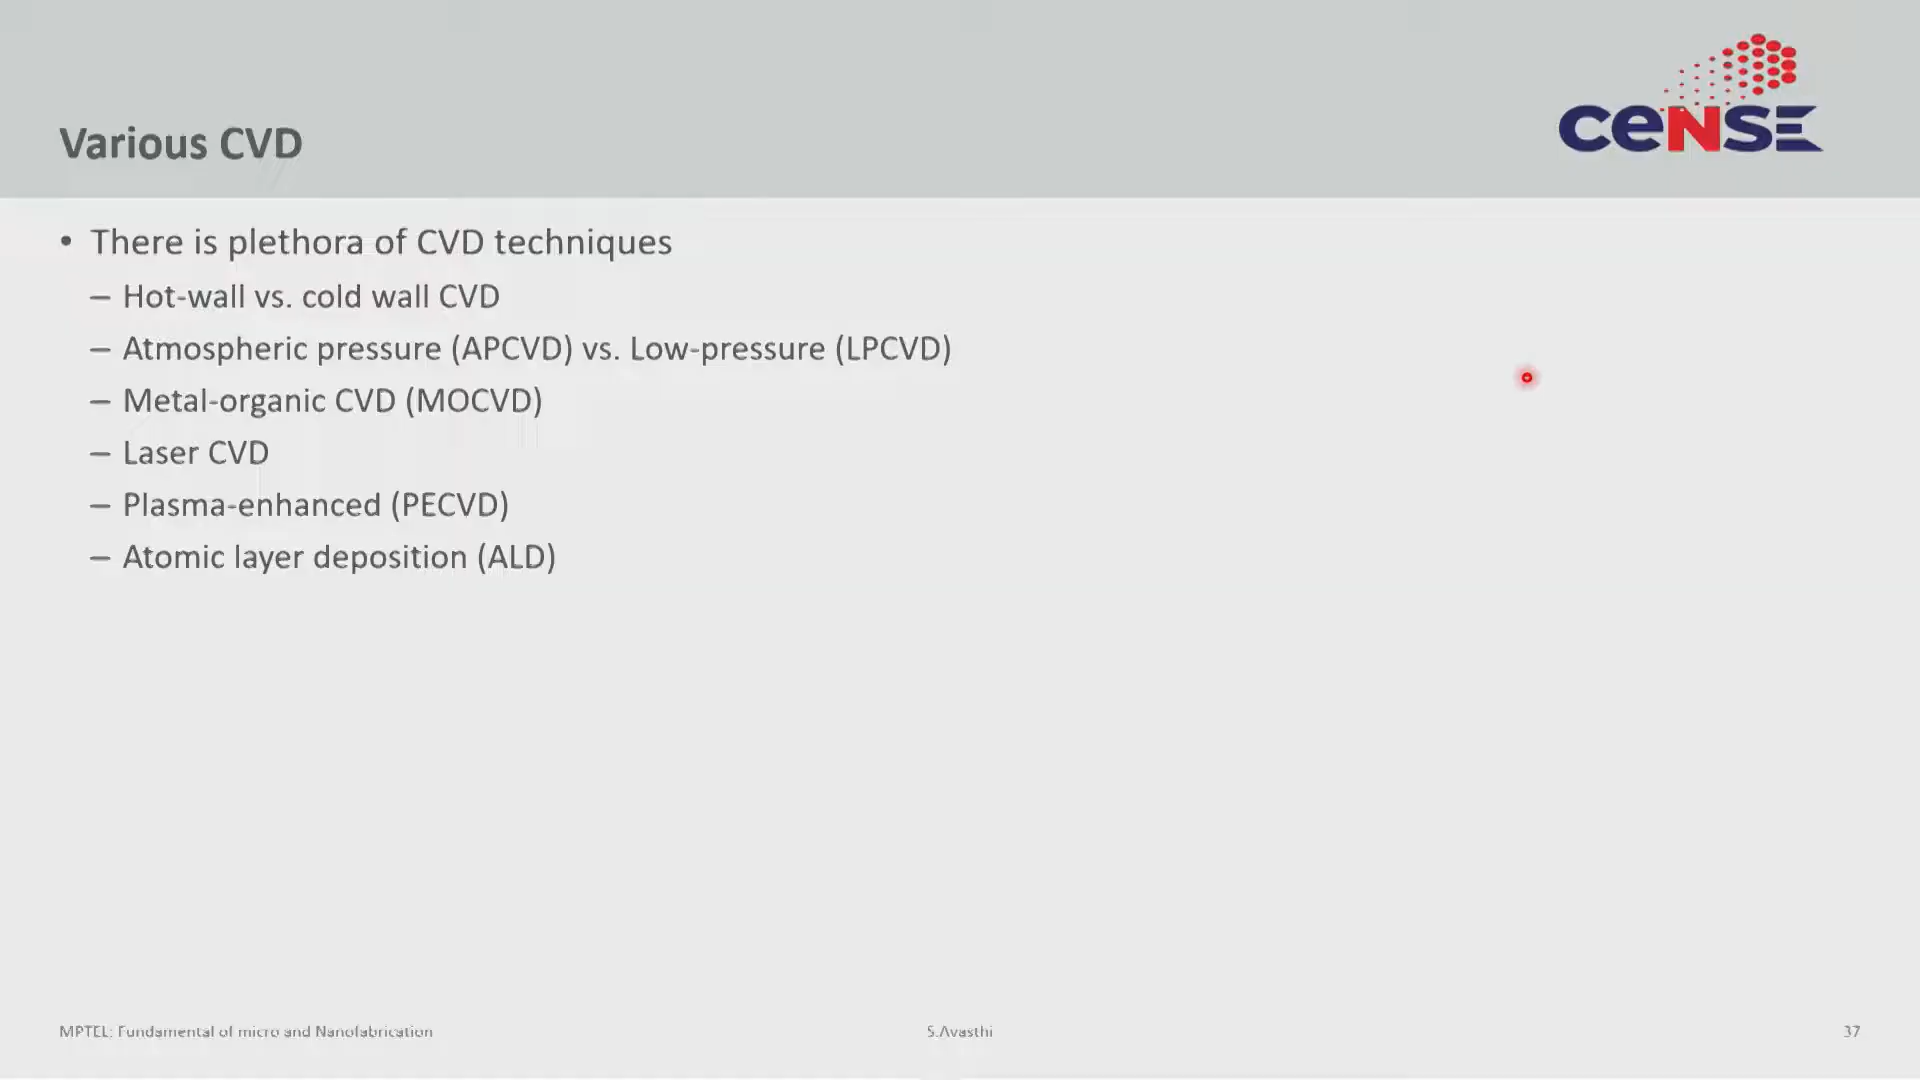 Various CVD
ceNSE
• There is plethora of CVD techniques
– Hot-wall vs. cold wall CVD
– Atmospheric pressure (APCVD) vs. Low-pressure (LPCVD)
– Metal-organic CVD (MOCVD)
– Laser CVD
– Plasma-enhanced (PECVD)
– Atomic layer deposition (ALD)
MPTEL: Fundamental of micro and Nanofabrication
S.Avasthi
37